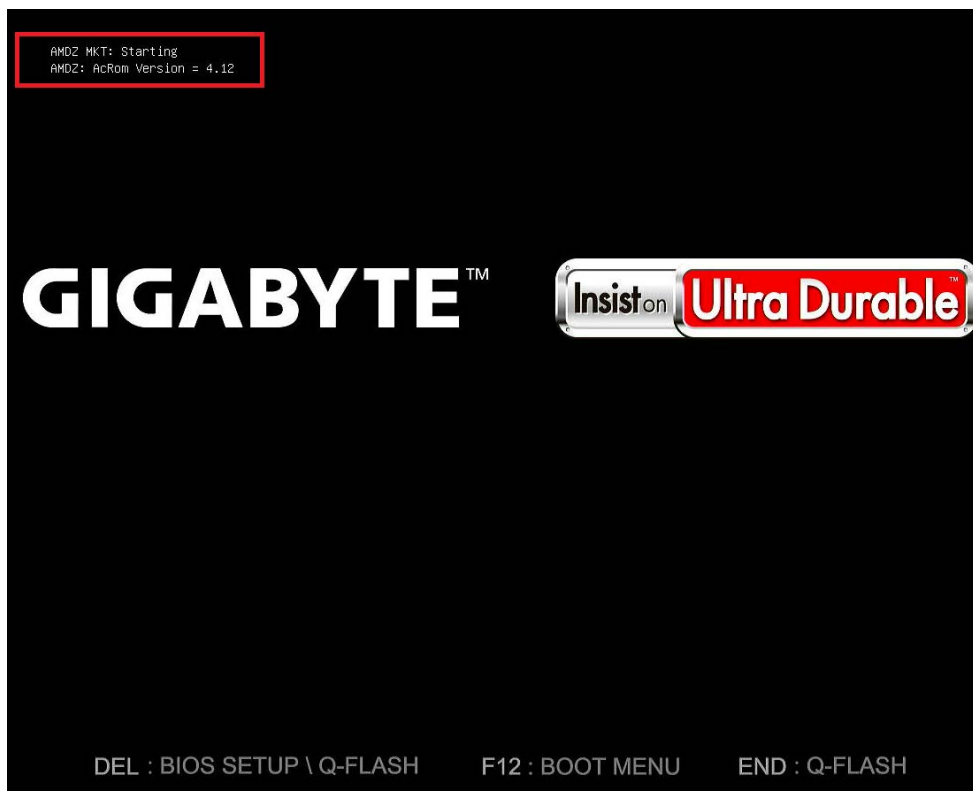 AMDZ MKT: Starting
AMDZ: AcRom Version = 4.12
GIGABYTE™
Insist on Ultra Durable™
DEL : BIOS SETUP \ Q-FLASH F12 : BOOT MENU END : Q-FLASH